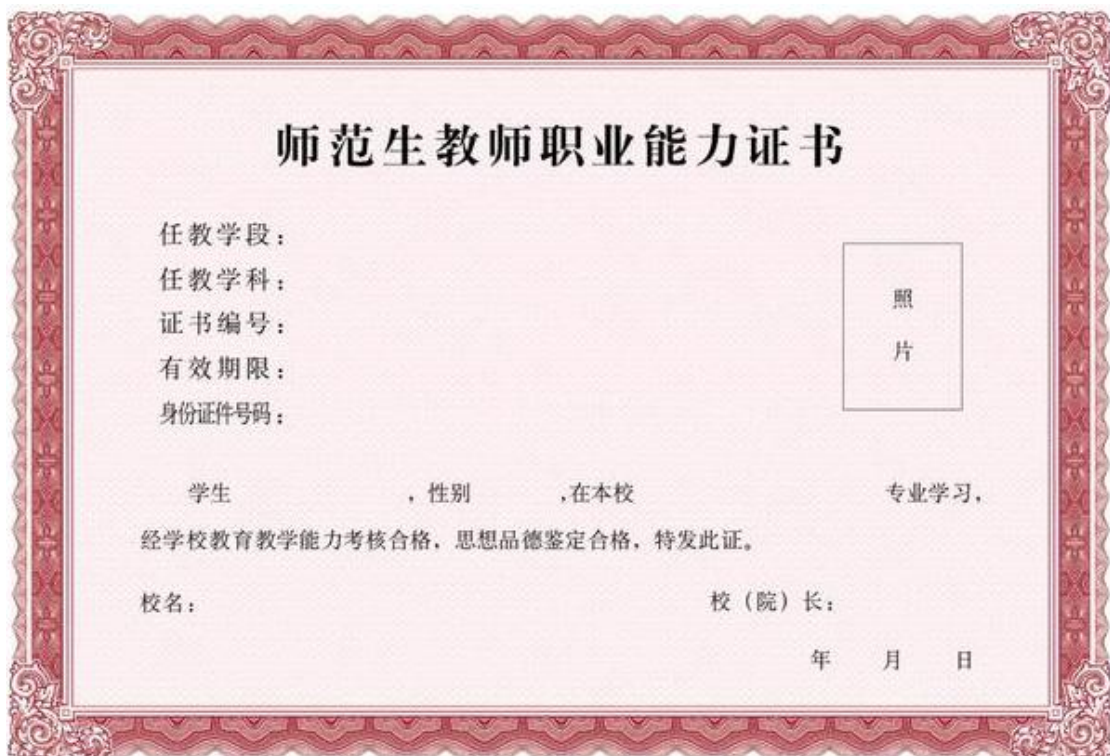 师范生教师职业能力证书
任教学段：
任教学科：
证书编号：
有效期限：
身份证件号码：
照
片
学生　　　　，性别　　　,在本校　　　　　　专业学习，
经学校教育教学能力考核合格，思想品德鉴定合格，特发此证。
校名：　　　　校（院）长：
年　月　日